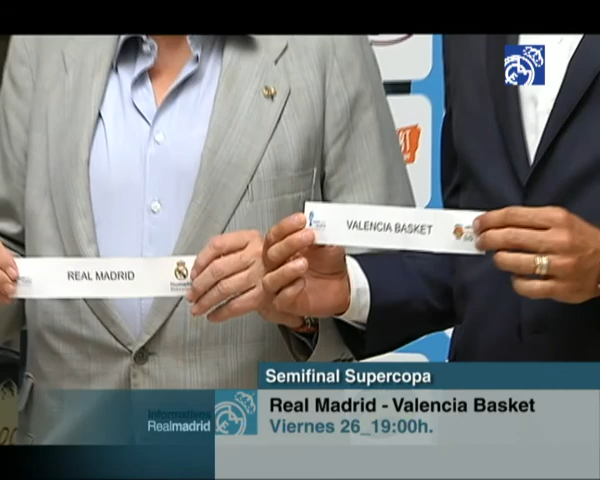 REAL MADRID
VALENCIA BASKET
Semifinal Supercopa
Informativos
Realmadrid
Real Madrid - Valencia Basket
Viernes 26_19:00h.